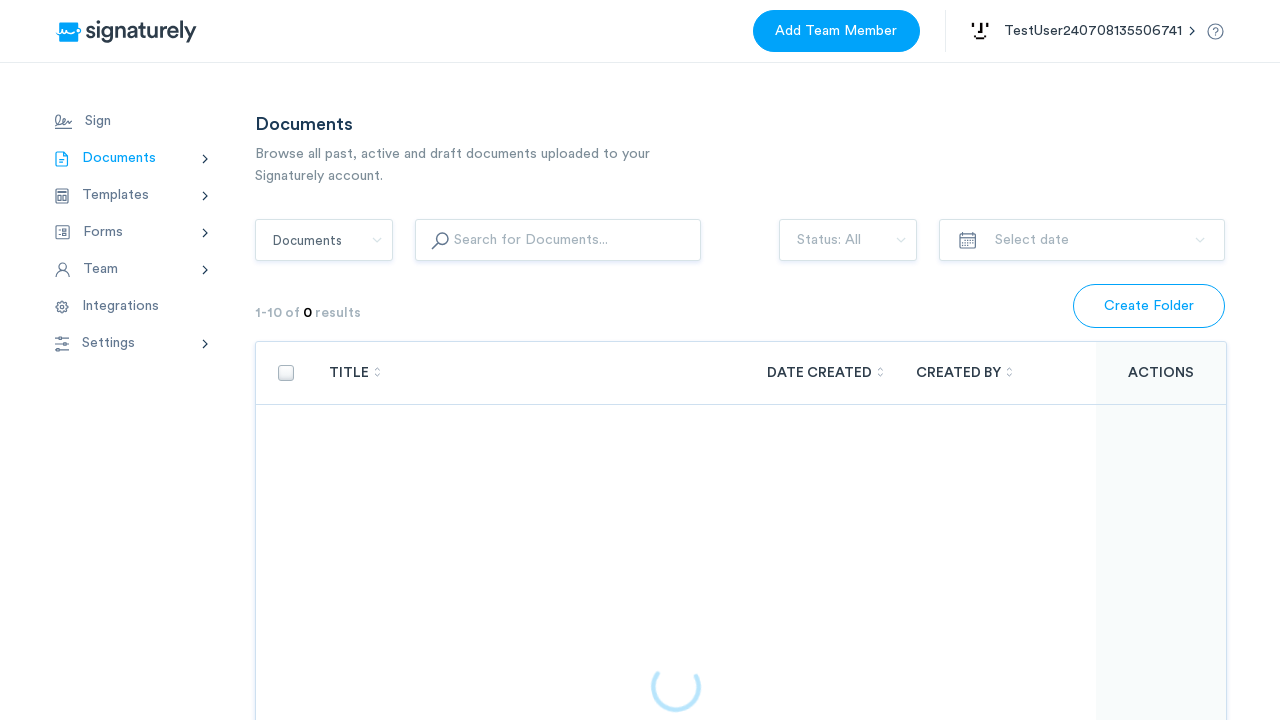 signaturely
Add Team Member
TestUser240708135506741
Sign
Documents
Templates
Forms
Team
Integrations
Settings
Documents
Browse all past, active and draft documents uploaded to your
Signaturely account.
Documents
Search for Documents...
Status: All
Select date
1-10 of 0 results
Create Folder
TITLE
DATE CREATED
CREATED BY
ACTIONS